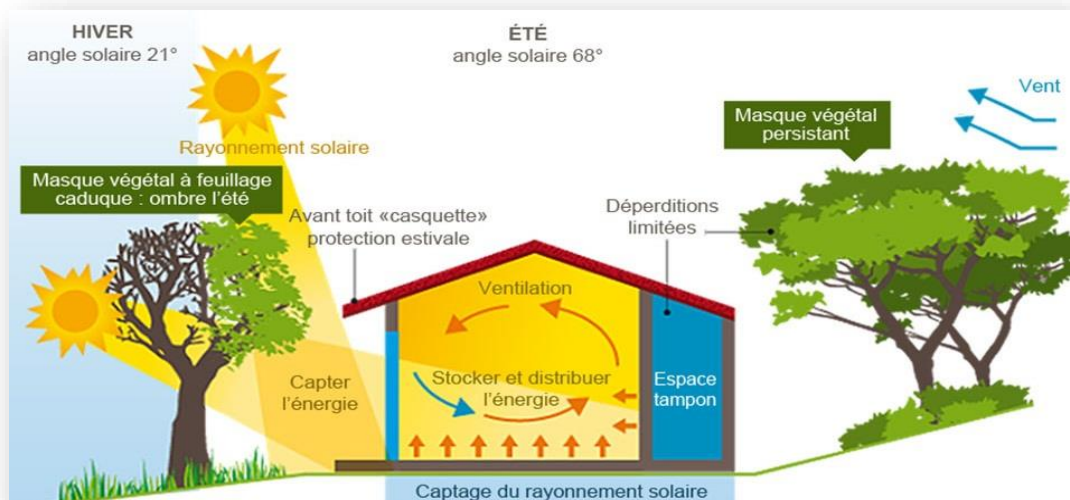 HIVER
angle solaire 21°
ÉTÉ
angle solaire 68°
Vent
Masque végétal
persistant
Rayonnement solaire
Masque végétal à feuillage
caduque : ombre l'été
Avant toit «casquette»
protection estivale
Déperditions
limitées
Ventilation
Capter
l'énergie
Stocker et distribuer
l'énergie
Espace
tampon
Captage du rayonnement solaire